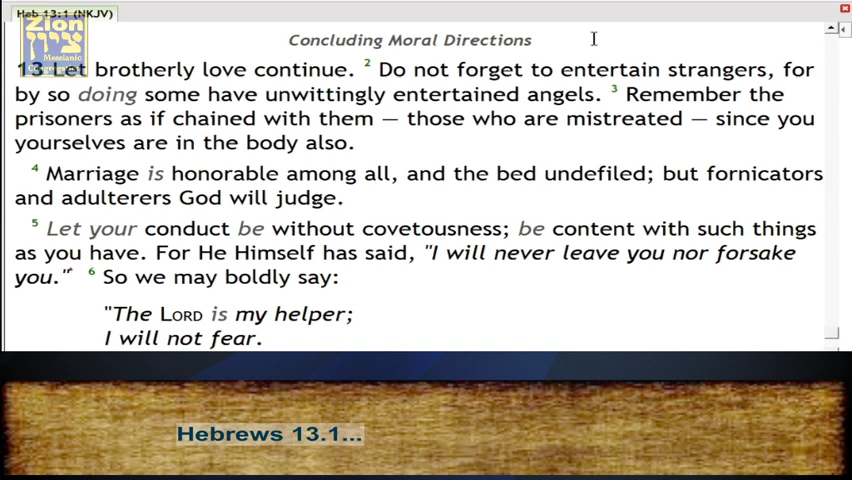 Heb 13:1 (NKJV)
Zion
ציון
Messianic
Congregation
Concluding Moral Directions
13 Let brotherly love continue. 2 Do not forget to entertain strangers, for
by so doing some have unwittingly entertained angels. 3 Remember the
prisoners as if chained with them — those who are mistreated — since you
yourselves are in the body also.
4 Marriage is honorable among all, and the bed undefiled; but fornicators
and adulterers God will judge.
5 Let your conduct be without covetousness; be content with such things
as you have. For He Himself has said, "I will never leave you nor forsake
you."* 6 So we may boldly say:
"The LORD is my helper;
I will not fear.
Hebrews 13.1...